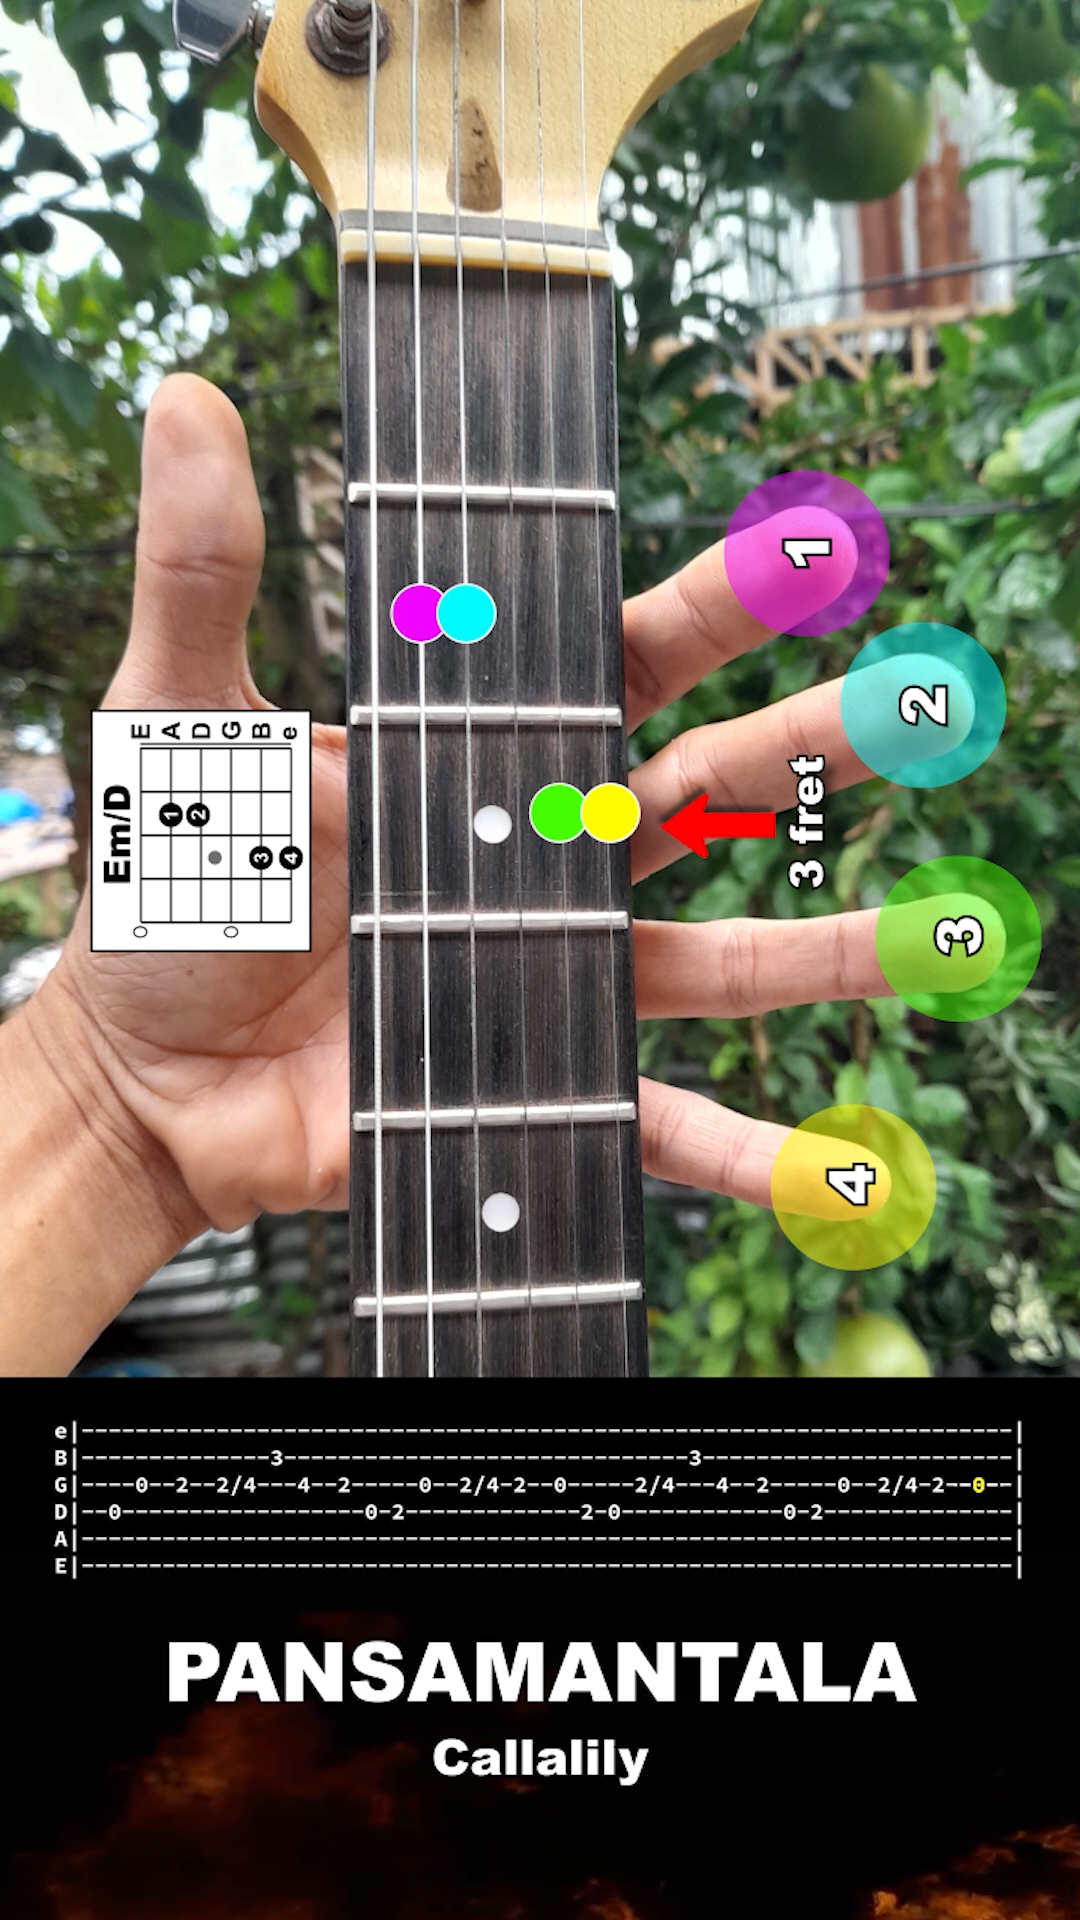 1
2
3 fret
3
4
E A D G B e
Em/D
1 2
3 4
e|---------------------------------------------------------------------|
B|--------------3------------------------------3-----------------------|
G|----0--2--2/4---4--2-----0--2/4-2--0-----2/4---4--2-----0--2/4-2--0--|
D|--0------------------0-2-------------2-0------------0-2--------------|
A|---------------------------------------------------------------------|
E|---------------------------------------------------------------------|
PANSAMANTALA
Callalily